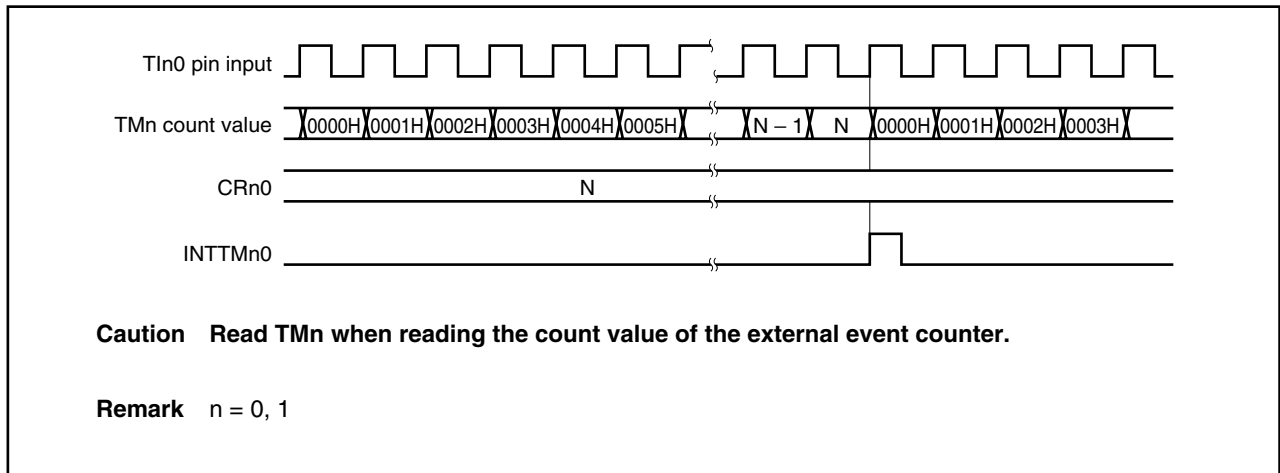 TIn0 pin input
TMn count value 0000H 0001H 0002H 0003H 0004H 0005H N – 1 N 0000H 0001H 0002H 0003H
CRn0 N
INTTMn0
Caution Read TMn when reading the count value of the external event counter.
Remark n = 0, 1